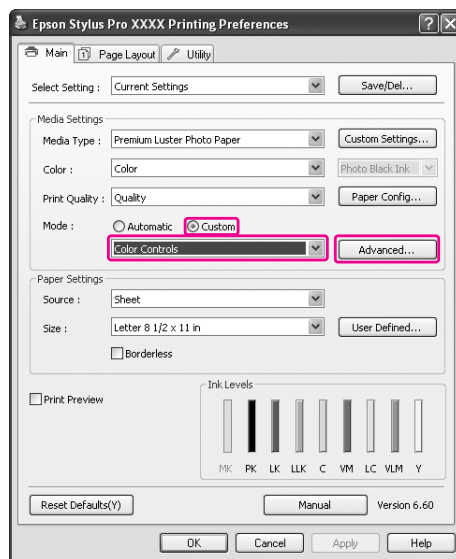 Epson Stylus Pro XXXX Printing Preferences
Main Page Layout Utility
Select Setting : Current Settings Save/Del...
Media Settings
Media Type : Premium Luster Photo Paper Custom Settings...
Color : Color Photo Black Ink
Print Quality : Quality Paper Config...
Mode : Automatic Custom
Color Controls Advanced...
Paper Settings
Source : Sheet
Size : Letter 8 1/2 x 11 in User Defined...
Borderless
Print Preview
Ink Levels
MK PK LK LLK C VM LC VLM Y
Reset Defaults(Y) Manual Version 6.60
OK Cancel Apply Help